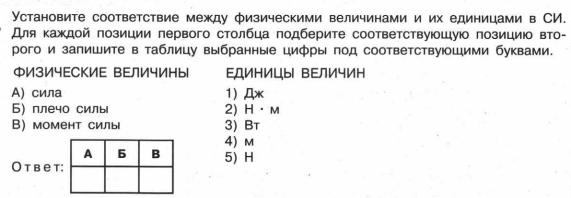 Установите соответствие между физическими величинами и их единицами в СИ.
Для каждой позиции первого столбца подберите соответствующую позицию вто-
рого и запишите в таблицу выбранные цифры под соответствующими буквами.
ФИЗИЧЕСКИЕ ВЕЛИЧИНЫ
А) сила
Б) плечо силы
В) момент силы
ЕДИНИЦЫ ВЕЛИЧИН
1) Дж
2) Н · м
3) Вт
4) м
5) Н
Ответ:
А Б В